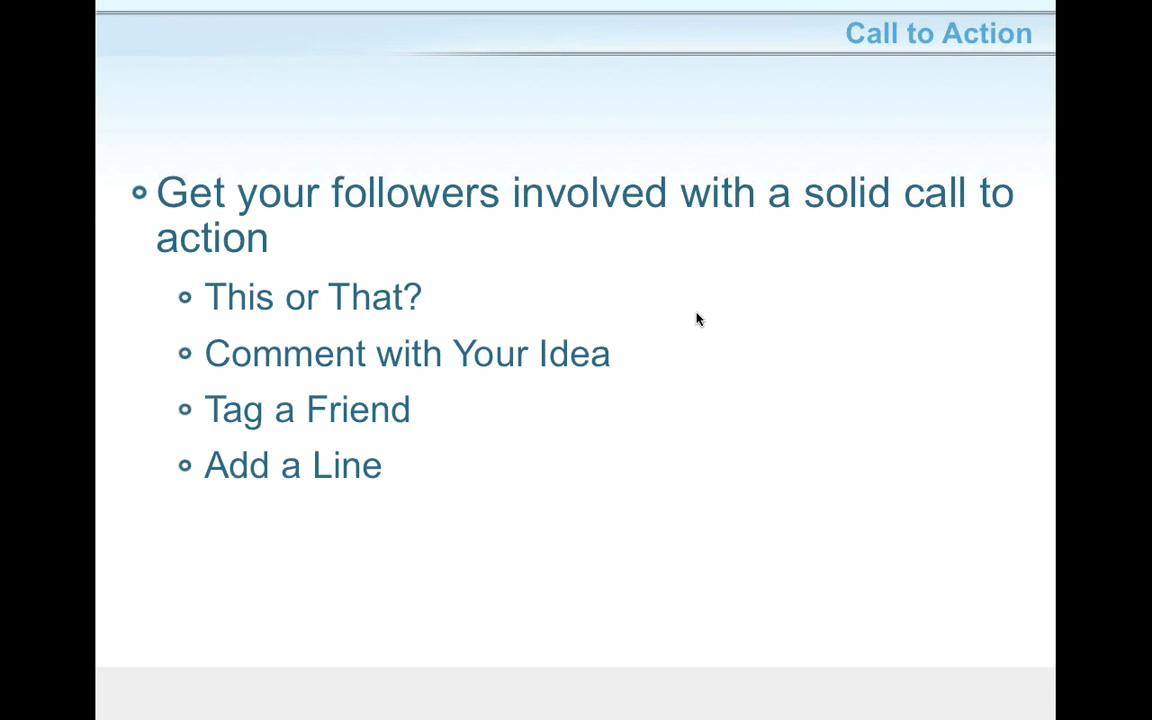 Call to Action
Get your followers involved with a solid call to
action
This or That?
Comment with Your Idea
Tag a Friend
Add a Line